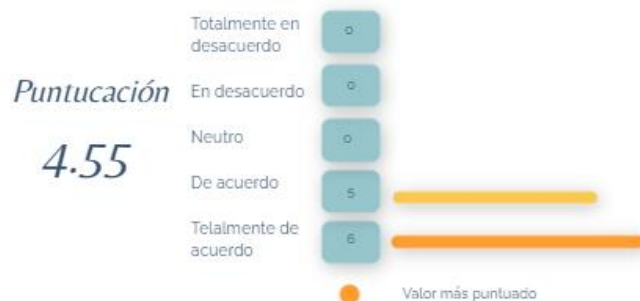 Totalmente en
desacuerdo
0
Puntucación
4.55
En desacuerdo
0
Neutro
0
De acuerdo
5
Telalmente de
acuerdo
6
Valor más puntuado